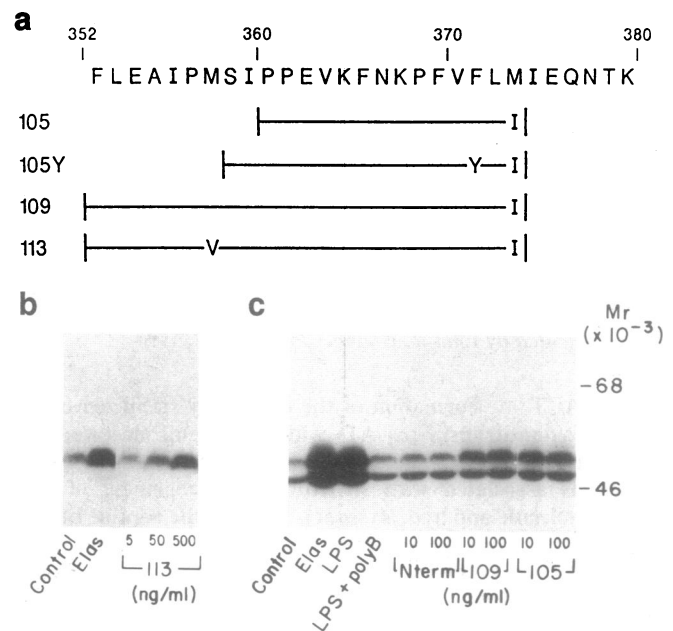 a
352 360 370 380
FLEAIPMSIPPEVKFNKPFVFLMIEQNTK
105 I
105Y Y I
109 I
113 V I
b c
Mr
(x 10⁻³)
-68
-46
Control Elas 5 50 500 Control Elas LPS LPS + polyB 10 100 10 100 10 100
113 Nterm 109 105
(ng/ml) (ng/ml)